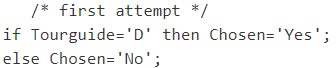 /* first attempt */
if Tourguide='D' then Chosen='Yes';
else Chosen='No';